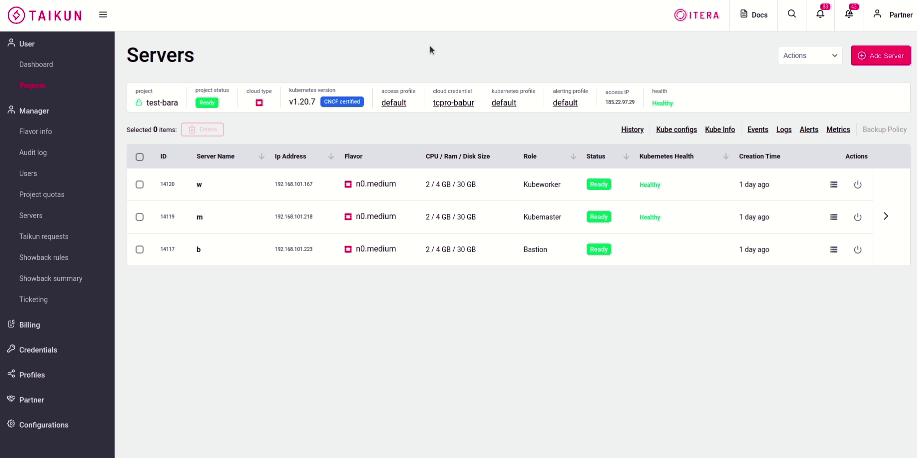 TAIKUN
ITERA
Docs
Partner
User
Dashboard
Projects
Manager
Flavor info
Audit log
Users
Project quotas
Servers
Taikun requests
Showback rules
Showback summary
Ticketing
Billing
Credentials
Profiles
Partner
Configurations
Servers
Actions
Add Server
project
test-bara
project status
Ready
cloud type
kubernetes version
v1.20.7 CNCF certified
access profile
default
cloud credential
tcpro-babur
kubernetes profile
default
alerting profile
default
access IP
185.22.97.29
health
Healthy
Selected 0 items: Delete
History Kube configs Kube Info Events Logs Alerts Metrics Backup Policy
ID Server Name Ip Address Flavor CPU / Ram / Disk Size Role Status Kubernetes Health Creation Time Actions
14120 w 192.168.101.167 n0.medium 2 / 4 GB / 30 GB Kubeworker Ready Healthy 1 day ago
14119 m 192.168.101.218 n0.medium 2 / 4 GB / 30 GB Kubemaster Ready Healthy 1 day ago
14117 b 192.168.101.223 n0.medium 2 / 4 GB / 30 GB Bastion Ready 1 day ago